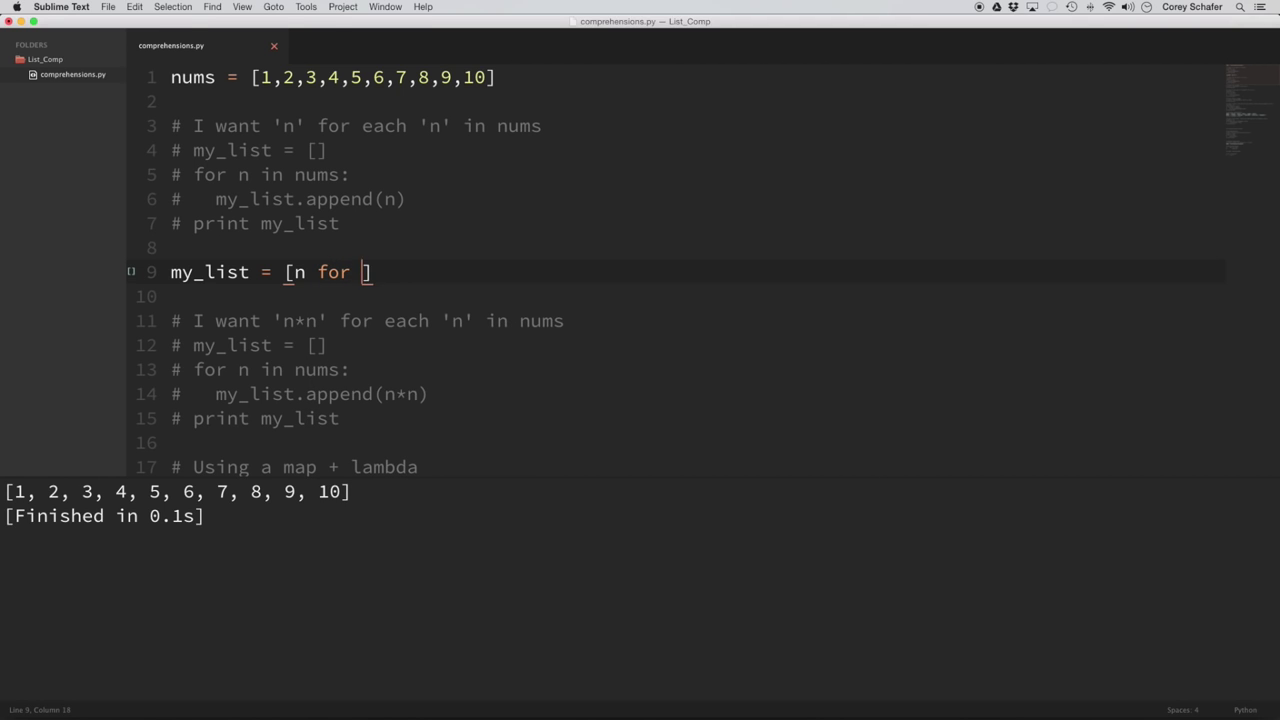 Sublime Text File Edit Selection Find View Goto Tools Project Window Help Corey Schafer
comprehensions.py — List_Comp
FOLDERS
List_Comp
comprehensions.py
comprehensions.py
1 nums = [1,2,3,4,5,6,7,8,9,10]
2
3 # I want 'n' for each 'n' in nums
4 # my_list = []
5 # for n in nums:
6 #   my_list.append(n)
7 # print my_list
8
[] 9 my_list = [n for ]
10
11 # I want 'n*n' for each 'n' in nums
12 # my_list = []
13 # for n in nums:
14 #   my_list.append(n*n)
15 # print my_list
16
17 # Using a map + lambda
[1, 2, 3, 4, 5, 6, 7, 8, 9, 10]
[Finished in 0.1s]
Line 9, Column 18 Spaces: 4 Python